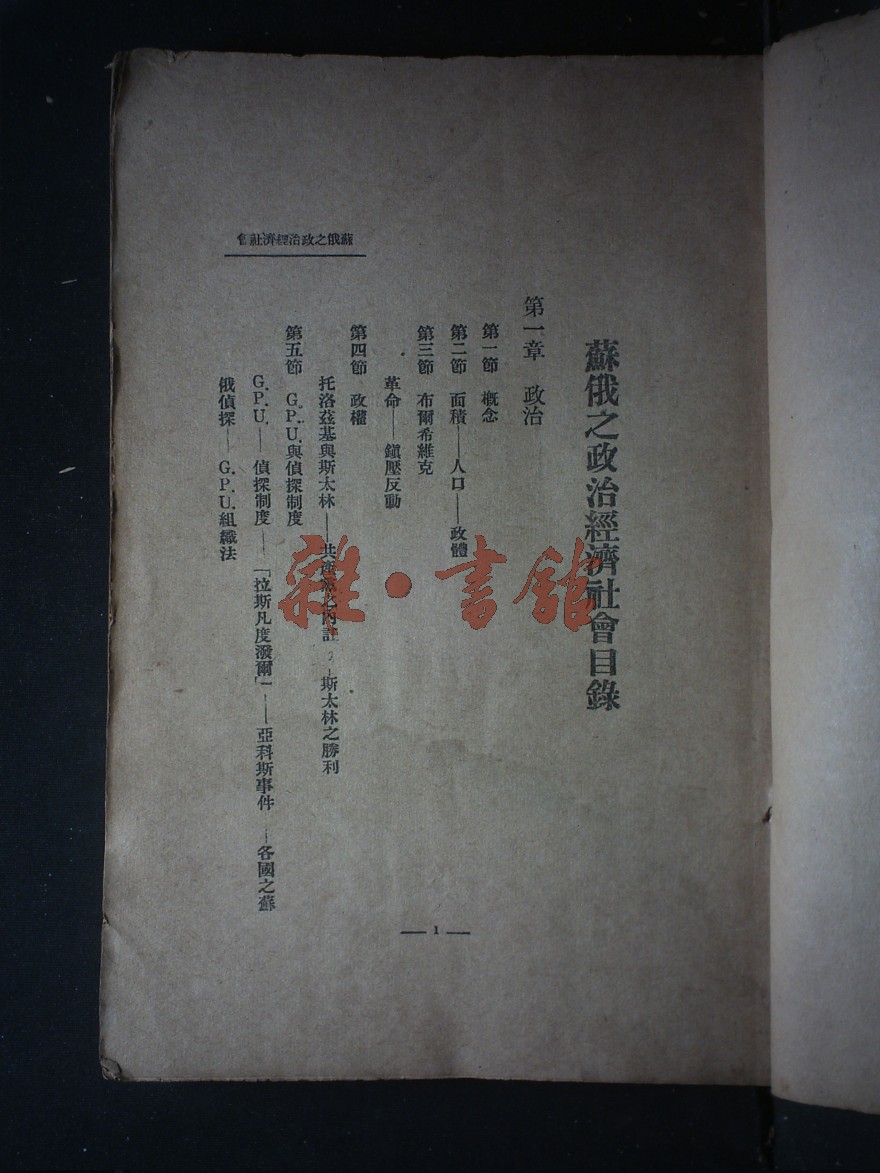 蘇俄之政治經濟社會
蘇俄之政治經濟社會目錄
第一章 政治
第一節 概念
第二節 面積——人口——政體
第三節 布爾希維克
革命——鎭壓反動
第四節 政權
托洛茲基與斯太林——共產黨之內訌——斯太林之勝利
第五節 G.P.U.與偵探制度
G.P.U.——偵探制度——「拉斯凡度潑爾」——亞科斯事件——各國之蘇
俄偵探——G.P.U.組織法
— 1 —
雜·書館